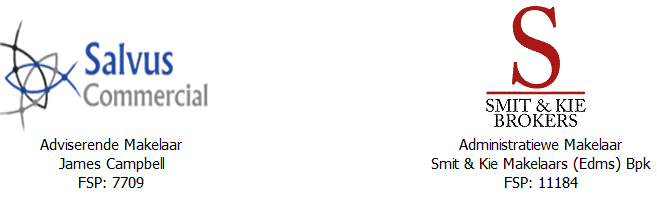 Salvus
Commercial
Adviserende Makelaar
James Campbell
FSP: 7709
S
SMIT & KIE
BROKERS
Administratiewe Makelaar
Smit & Kie Makelaars (Edms) Bpk
FSP: 11184